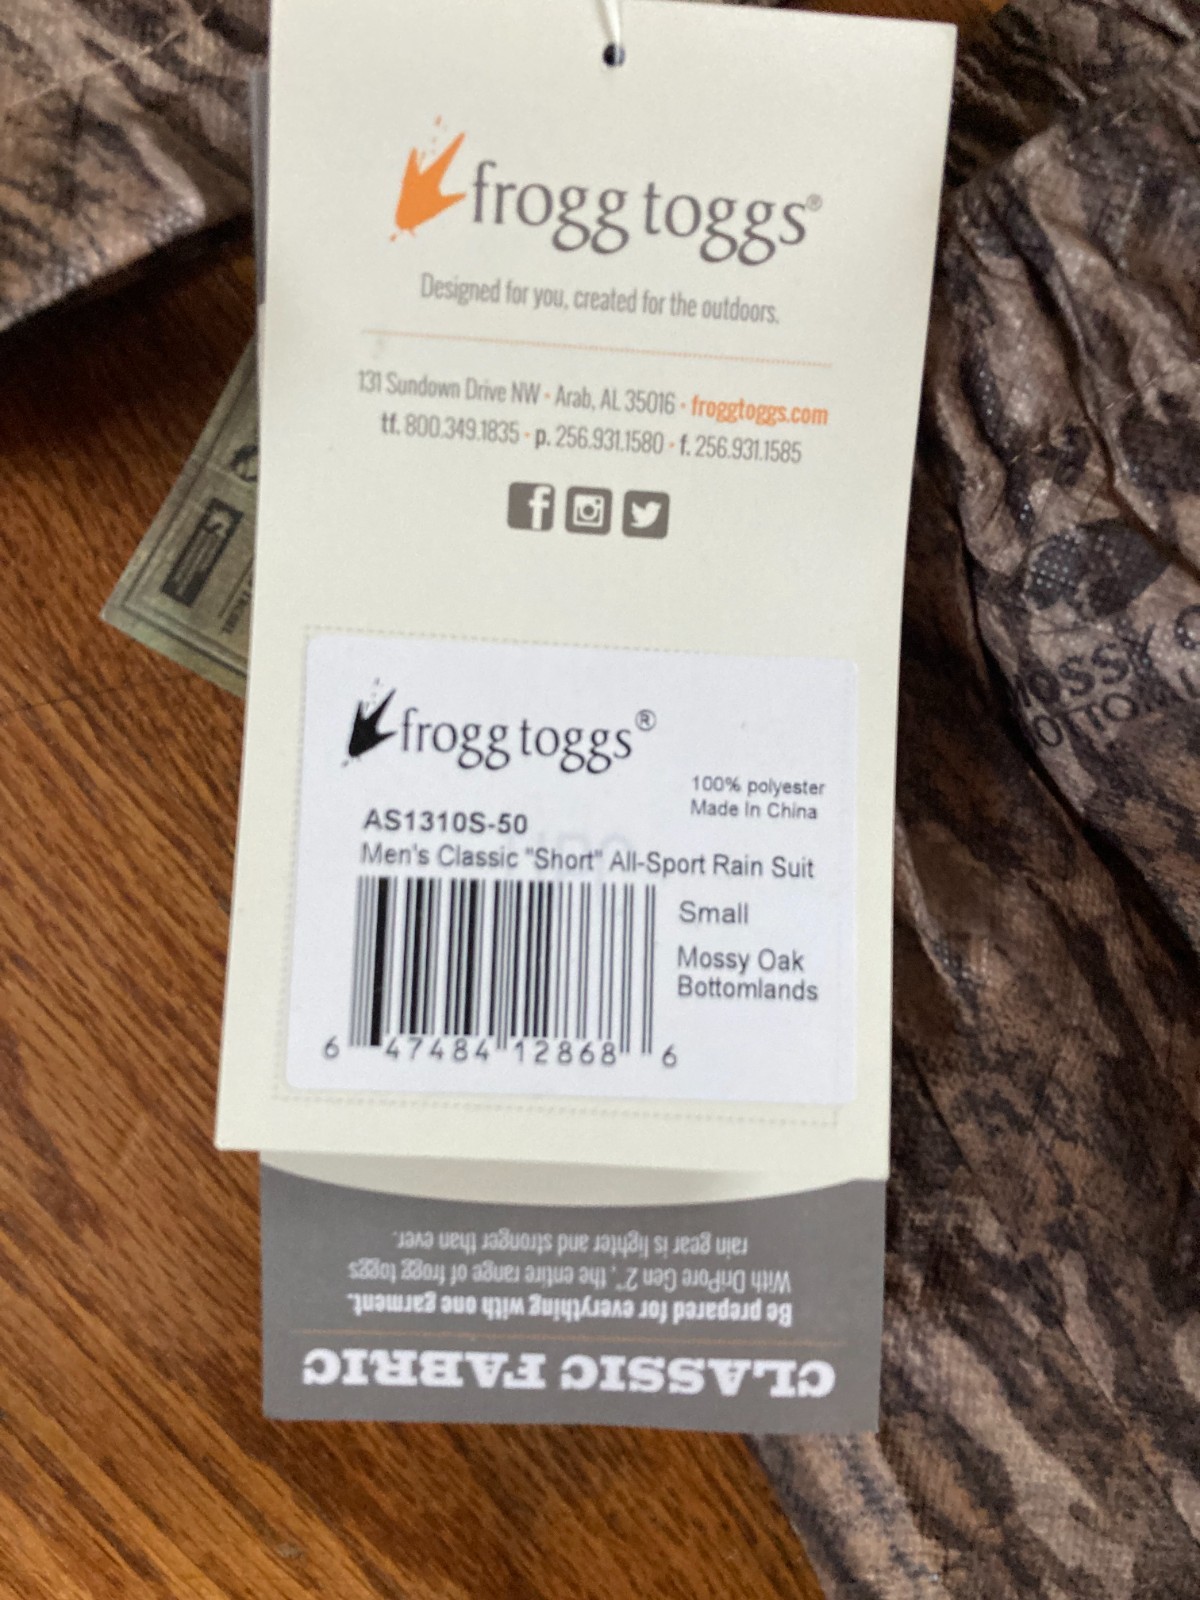 frogg toggs®
Designed for you, created for the outdoors.
131 Sundown Drive NW • Arab, AL 35016 • froggtoggs.com
tf. 800.349.1835 • p. 256.931.1580 • f. 256.931.1585
frogg toggs®
100% polyester
Made In China
AS1310S-50
Men's Classic "Short" All-Sport Rain Suit
Small
Mossy Oak
Bottomlands
6 47484 12868 6
CLASSIC FABRIC
Be prepared for everything with one garment.
With DriPore Gen 2™, the entire range of frogg toggs
rain gear is lighter and stronger than ever.
MOSSY